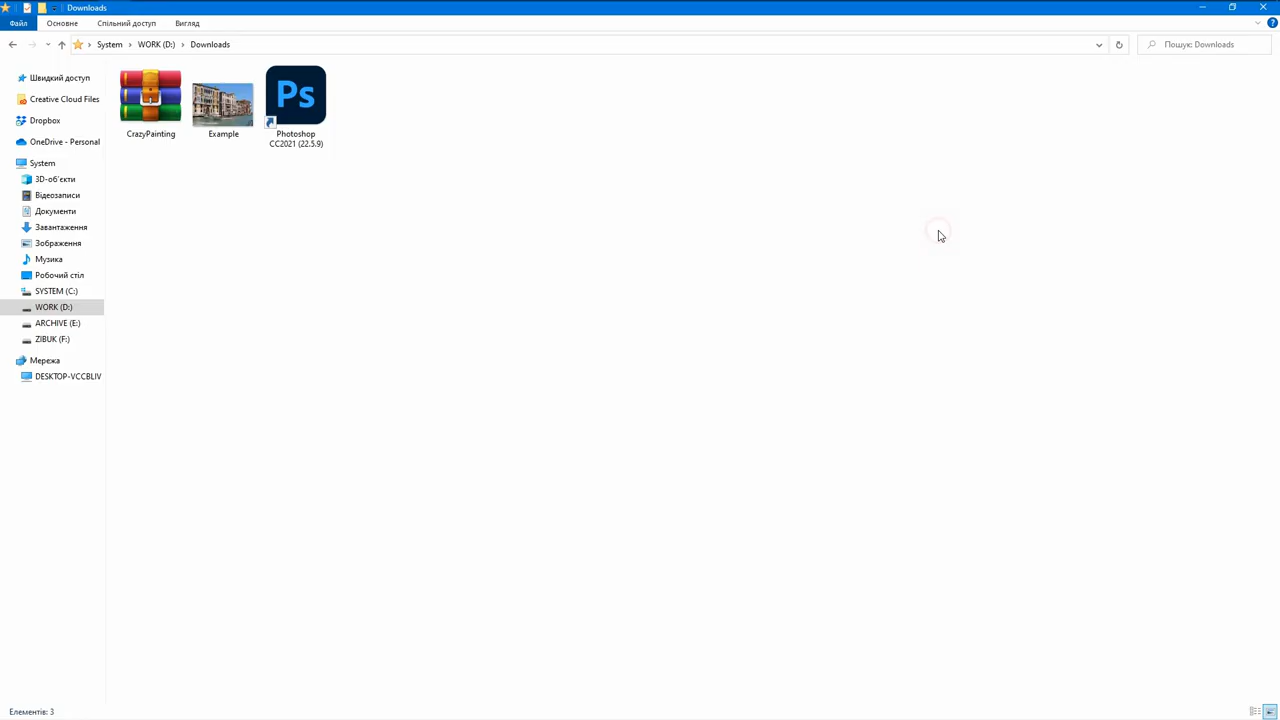 Downloads
Файл
Основне
Спільний доступ
Вигляд
System
WORK (D:)
Downloads
Пошук: Downloads
Швидкий доступ
Creative Cloud Files
Dropbox
OneDrive - Personal
System
3D-об'єкти
Відеозаписи
Документи
Завантаження
Зображення
Музика
Робочий стіл
SYSTEM (C:)
WORK (D:)
ARCHIVE (E:)
ZIBUK (F:)
Мережа
DESKTOP-VCCBLIV
CrazyPainting
Example
Ps
Photoshop
CC2021 (22.5.9)
Елементів: 3